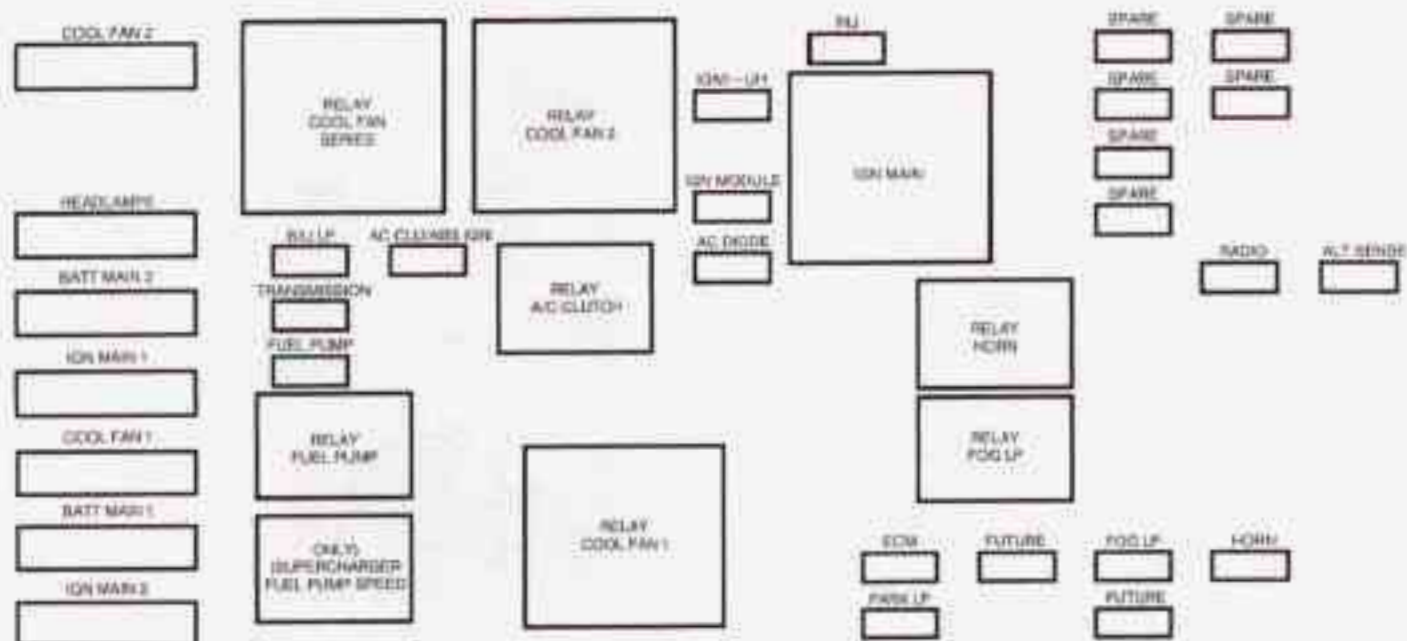 COOL FAN 2
HEADLAMPS
BATT MAIN 2
IGN MAIN 1
COOL FAN 1
BATT MAIN 1
IGN MAIN 2
RELAY
COOL FAN
SERIES
RELAY
COOL FAN 2
B/U LP
AC CLU/ABS IGN
TRANSMISSION
FUEL PUMP
RELAY
A/C CLUTCH
RELAY
FUEL PUMP
ONLY)
(SUPERCHARGER
FUEL PUMP SPEED
RELAY
COOL FAN 1
INJ
IGN1-UH
IGN MODULE
AC DIODE
IGN MAIN
RELAY
HORN
RELAY
FOG LP
SPARE
SPARE
SPARE
SPARE
SPARE
SPARE
RADIO
ALT SENSE
ECM
FUTURE
FOG LP
HORN
PARK LP
FUTURE